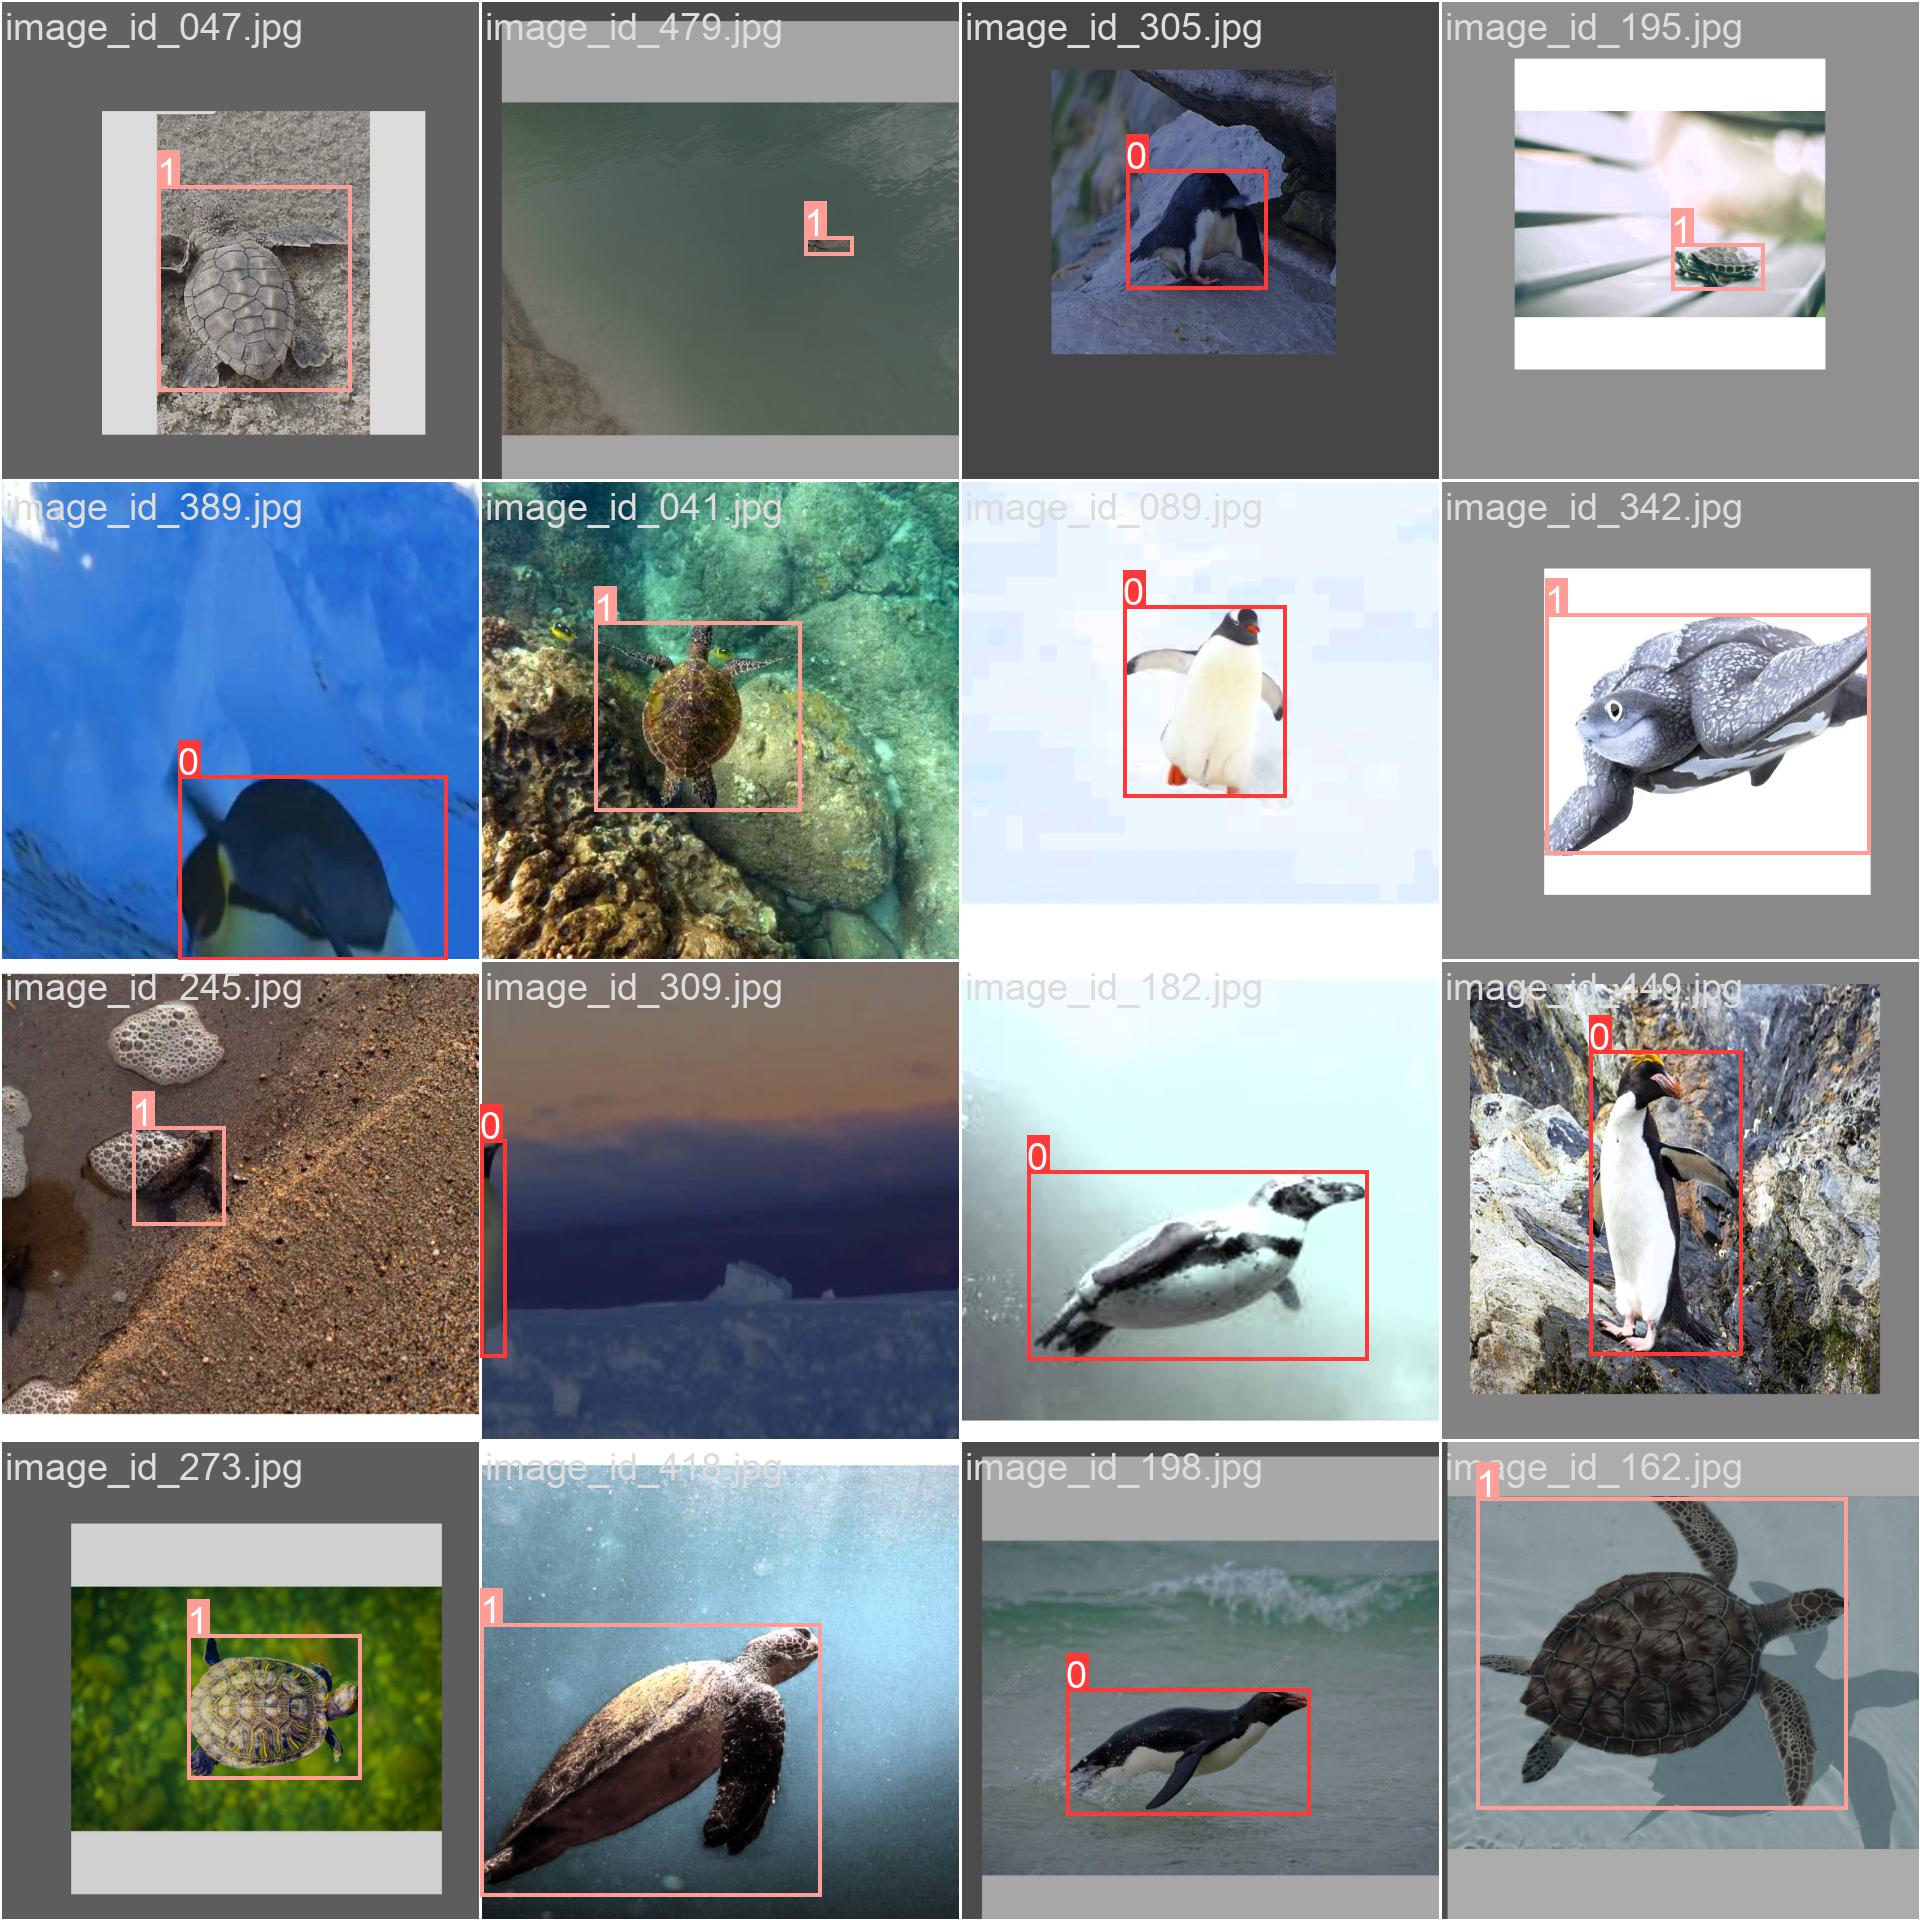 image_id_047.jpg
image_id_479.jpg
image_id_305.jpg
image_id_195.jpg
1
1
0
1
image_id_389.jpg
image_id_041.jpg
image_id_089.jpg
image_id_342.jpg
0
1
0
1
image_id_245.jpg
image_id_309.jpg
image_id_182.jpg
image_id_449.jpg
1
0
0
0
image_id_273.jpg
image_id_418.jpg
image_id_198.jpg
image_id_162.jpg
1
1
0
1